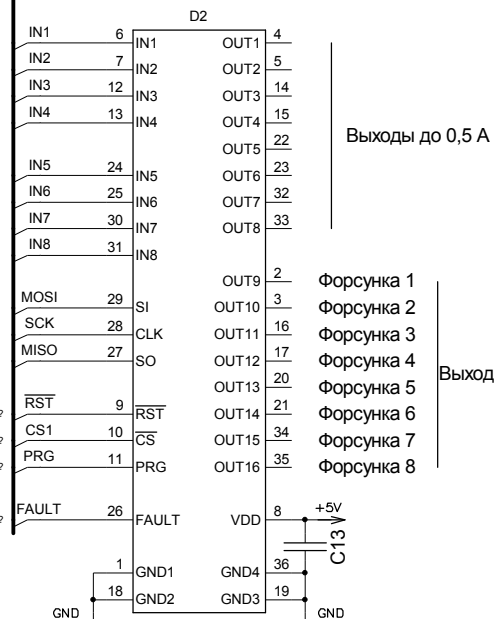 D2
IN1 6 IN1 OUT1 4
IN2 7 IN2 OUT2 5
IN3 12 IN3 OUT3 14
IN4 13 IN4 OUT4 15
OUT5 22
Выходы до 0,5 А
IN5 24 IN5 OUT6 23
IN6 25 IN6 OUT7 32
IN7 30 IN7 OUT8 33
IN8 31 IN8
OUT9 2 Форсунка 1
MOSI 29 SI OUT10 3 Форсунка 2
SCK 28 CLK OUT11 16 Форсунка 3
MISO 27 SO OUT12 17 Форсунка 4
Выход
OUT13 20 Форсунка 5
? RST 9 RST OUT14 21 Форсунка 6
? CS1 10 CS OUT15 34 Форсунка 7
? PRG 11 PRG OUT16 35 Форсунка 8
? FAULT 26 FAULT VDD 8 +5V
C13
1 GND1 GND4 36
18 GND2 GND3 19
GND GND